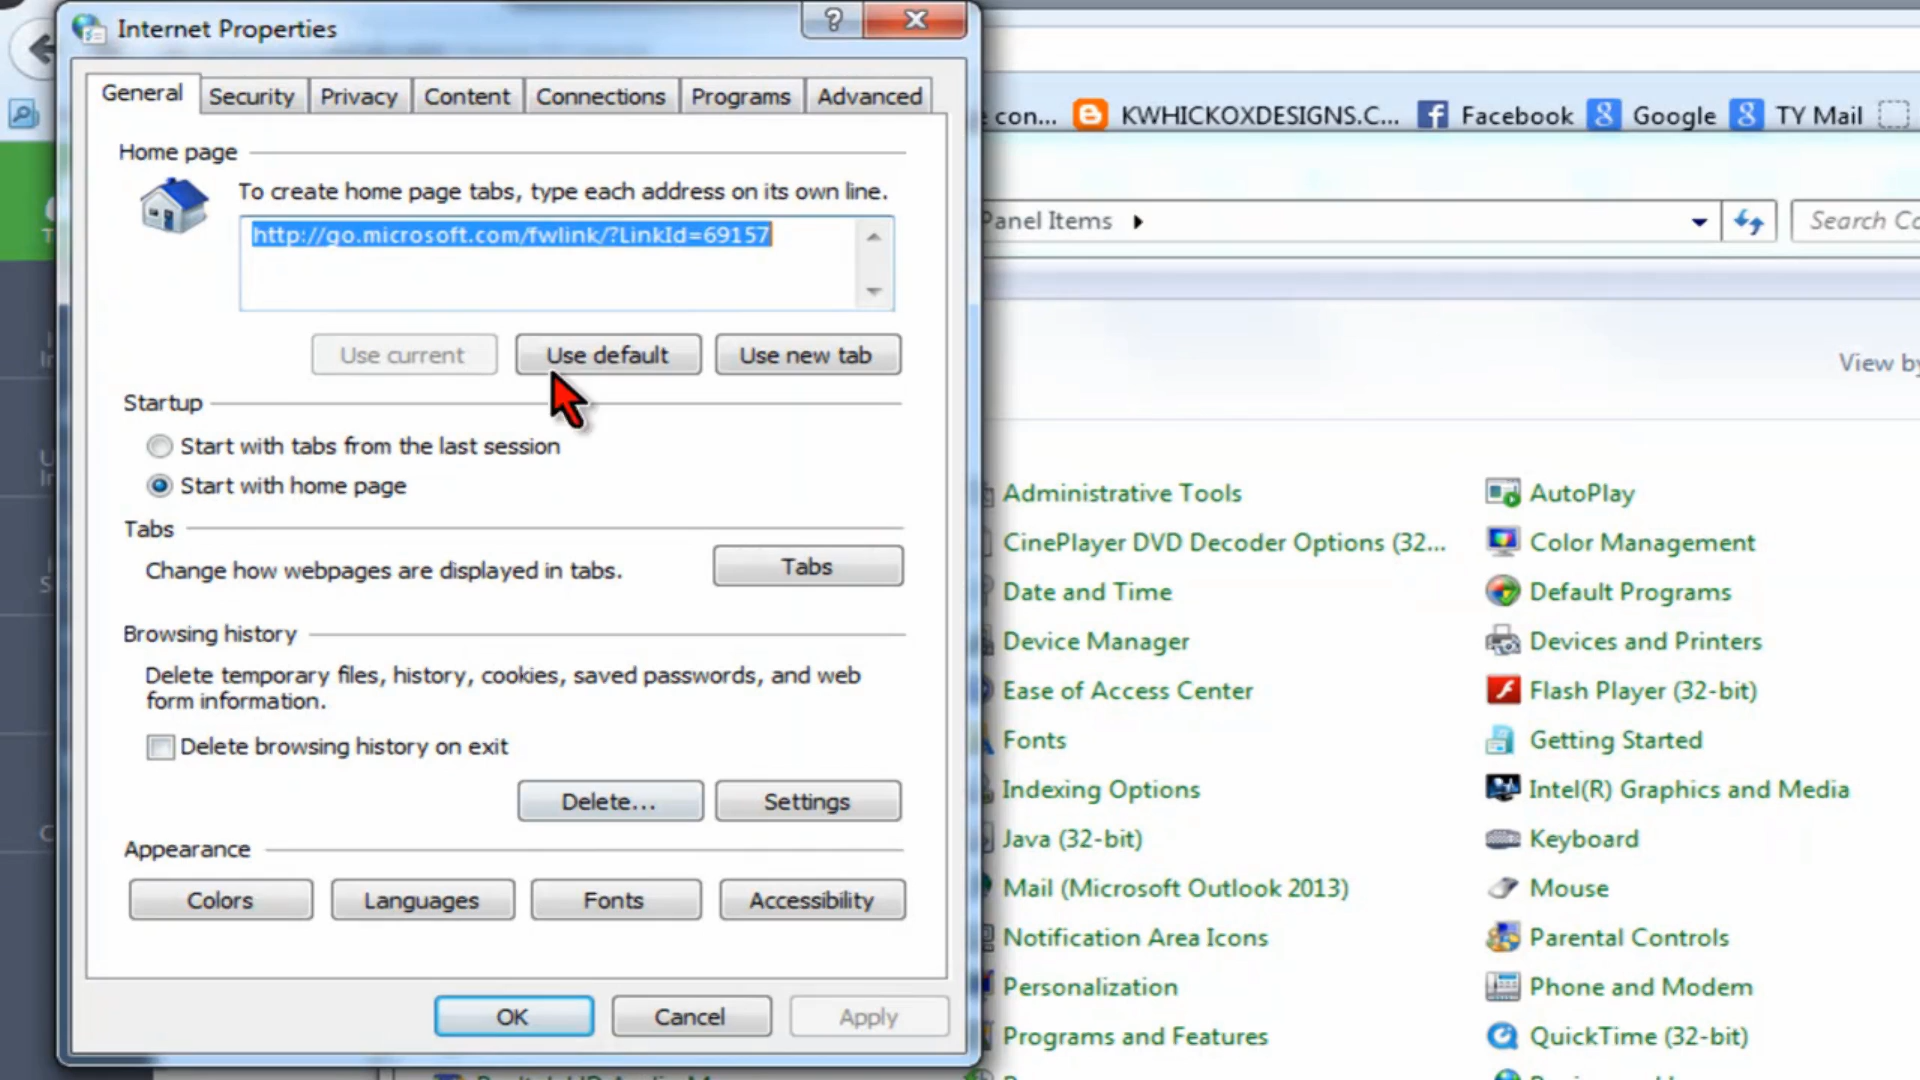 Internet Properties
?
General
Security
Privacy
Content
Connections
Programs
Advanced
Home page
To create home page tabs, type each address on its own line.
http://go.microsoft.com/fwlink/?LinkId=69157
Use current
Use default
Use new tab
Startup
Start with tabs from the last session
Start with home page
Tabs
Change how webpages are displayed in tabs.
Tabs
Browsing history
Delete temporary files, history, cookies, saved passwords, and web
form information.
Delete browsing history on exit
Delete...
Settings
Appearance
Colors
Languages
Fonts
Accessibility
OK
Cancel
Apply
con...
KWHICKOXDESIGNS.C...
Facebook
Google
TY Mail
Panel Items
Search Co
View by
Administrative Tools
AutoPlay
CinePlayer DVD Decoder Options (32...
Color Management
Date and Time
Default Programs
Device Manager
Devices and Printers
Ease of Access Center
Flash Player (32-bit)
Fonts
Getting Started
Indexing Options
Intel(R) Graphics and Media
Java (32-bit)
Keyboard
Mail (Microsoft Outlook 2013)
Mouse
Notification Area Icons
Parental Controls
Personalization
Phone and Modem
Programs and Features
QuickTime (32-bit)